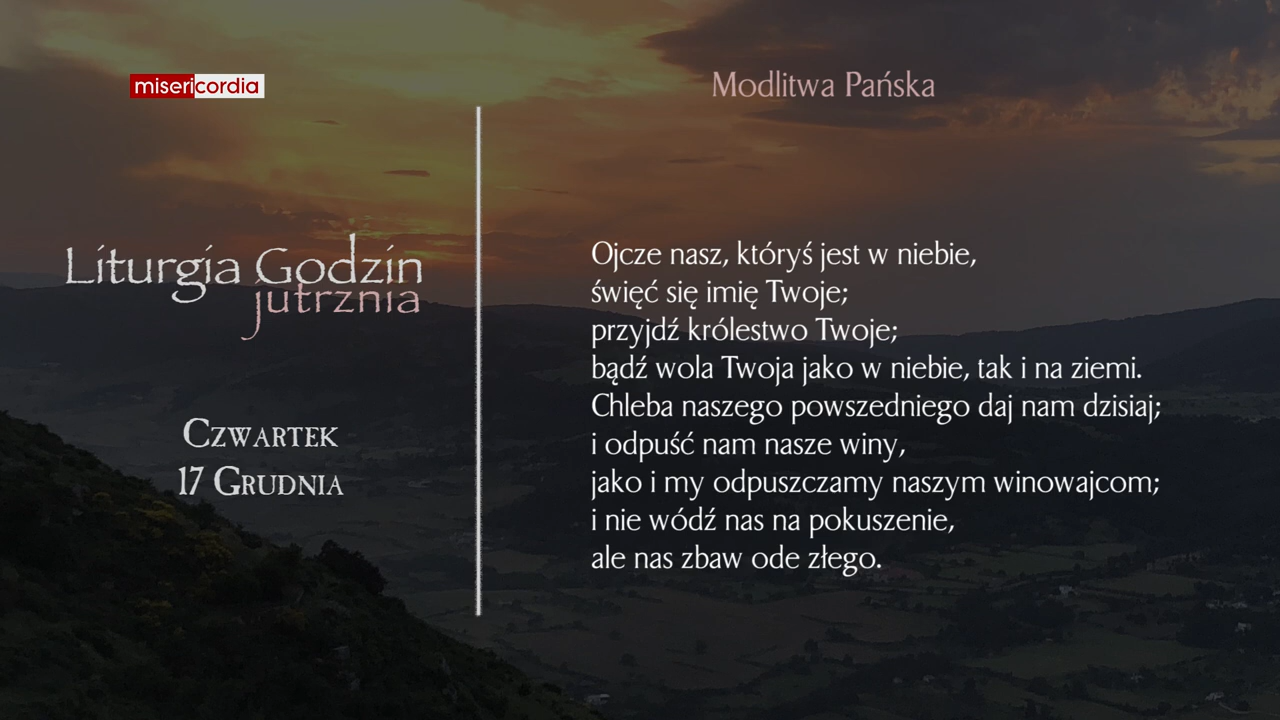 misericordia
Liturgia Godzin
jutrznia
Czwartek
17 Grudnia
Modlitwa Pańska
Ojcze nasz, któryś jest w niebie,
święć się imię Twoje;
przyjdź królestwo Twoje;
bądź wola Twoja jako w niebie, tak i na ziemi.
Chleba naszego powszedniego daj nam dzisiaj;
i odpuść nam nasze winy,
jako i my odpuszczamy naszym winowajcom;
i nie wódź nas na pokuszenie,
ale nas zbaw ode złego.